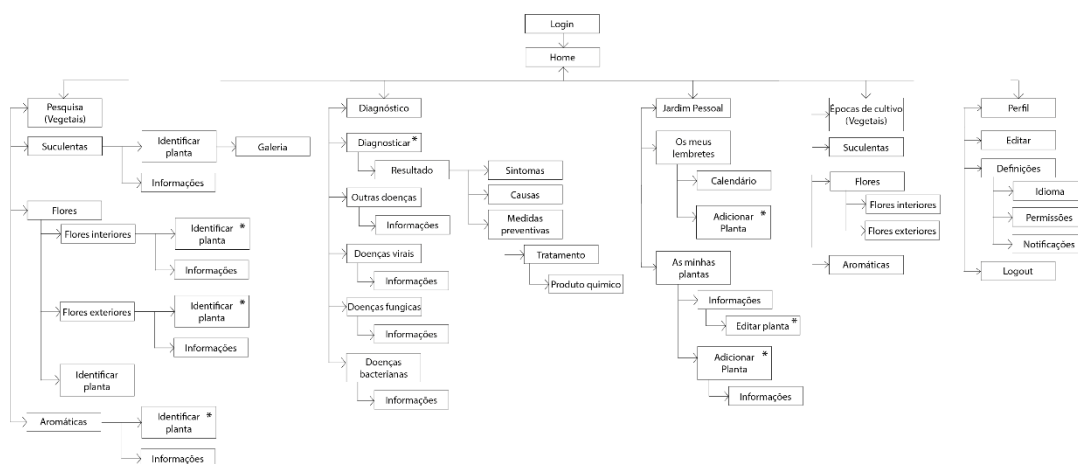 Login
Home
Pesquisa
(Vegetais)
Suculentas
Identificar
planta
Galeria
Informações
Flores
Flores interiores
Identificar *
planta
Informações
Flores exteriores
Identificar *
planta
Informações
Identificar
planta
Aromáticas
Identificar *
planta
Informações
Diagnóstico
Diagnosticar *
Resultado
Sintomas
Causas
Medidas
preventivas
Tratamento
Produto quimico
Outras doenças
Informações
Doenças virais
Informações
Doenças fungicas
Informações
Doenças
bacterianas
Informações
Jardim Pessoal
Os meus
lembretes
Calendário
Adicionar *
Planta
As minhas
plantas
Informações
Editar planta *
Adicionar *
Planta
Informações
Épocas de cultivo
(Vegetais)
Suculentas
Flores
Flores interiores
Flores exteriores
Aromáticas
Perfil
Editar
Definições
Idioma
Permissões
Notificações
Logout